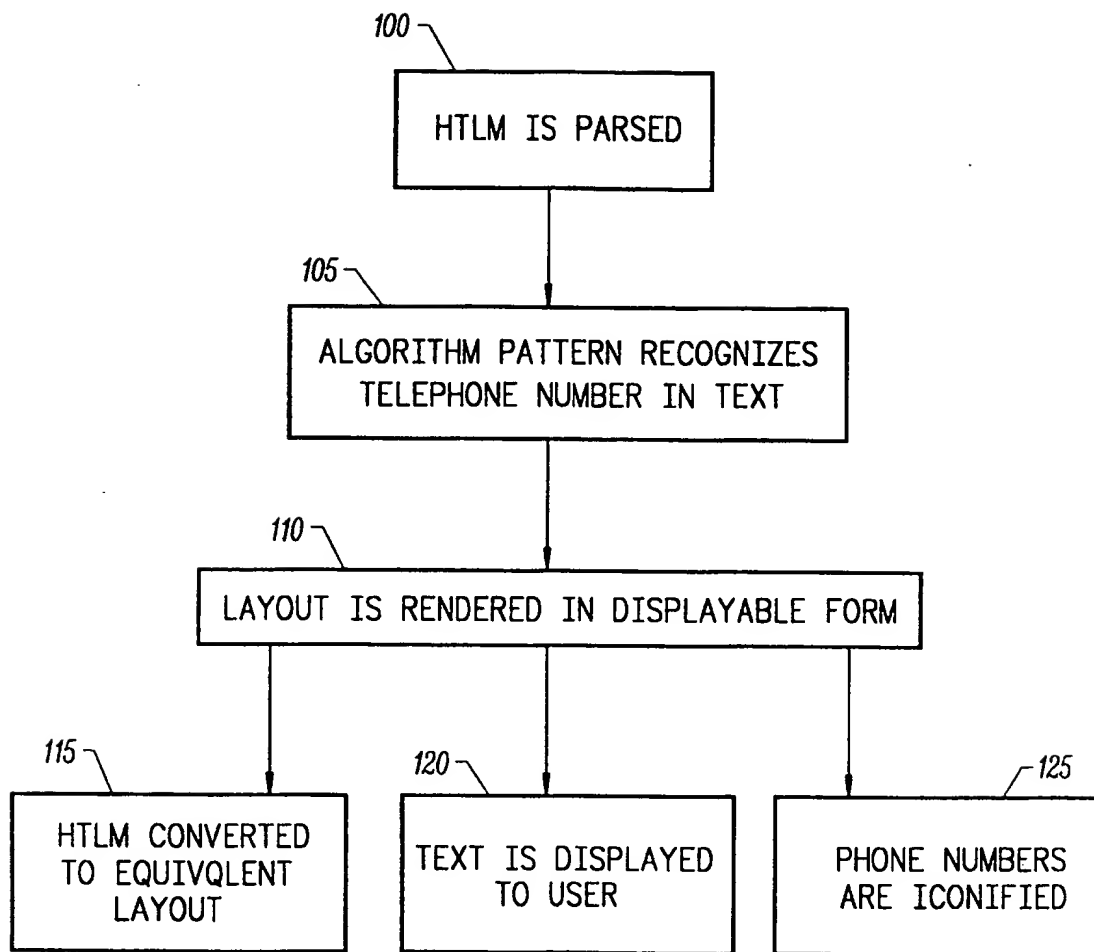 100
HTLM IS PARSED
105
ALGORITHM PATTERN RECOGNIZES
TELEPHONE NUMBER IN TEXT
110
LAYOUT IS RENDERED IN DISPLAYABLE FORM
115
HTLM CONVERTED
TO EQUIVQLENT
LAYOUT
120
TEXT IS DISPLAYED
TO USER
125
PHONE NUMBERS
ARE ICONIFIED